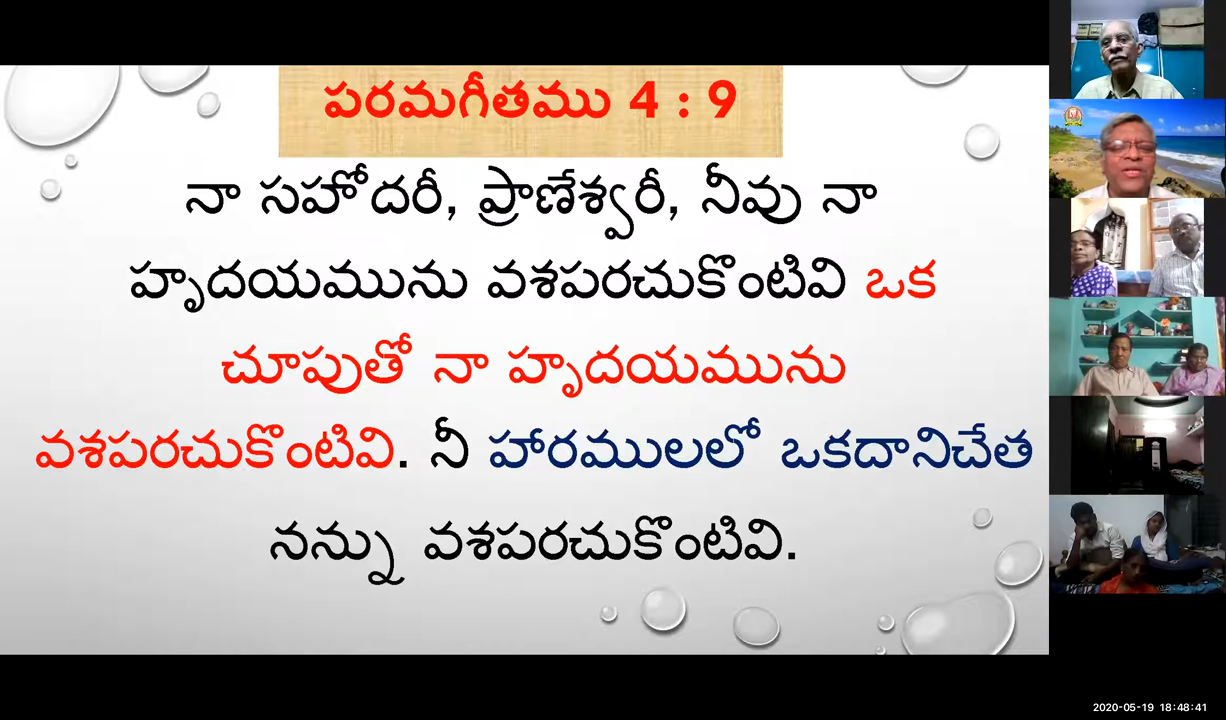 పరమగీతము 4 : 9
నా సహోదరీ, ప్రాణేశ్వరీ, నీవు నా
హృదయమును వశపరచుకొంటివి ఒక
చూపుతో నా హృదయమును
వశపరచుకొంటివి. నీ హారములలో ఒకదానిచేత
నన్ను వశపరచుకొంటివి.
2020-05-19 18:48:41